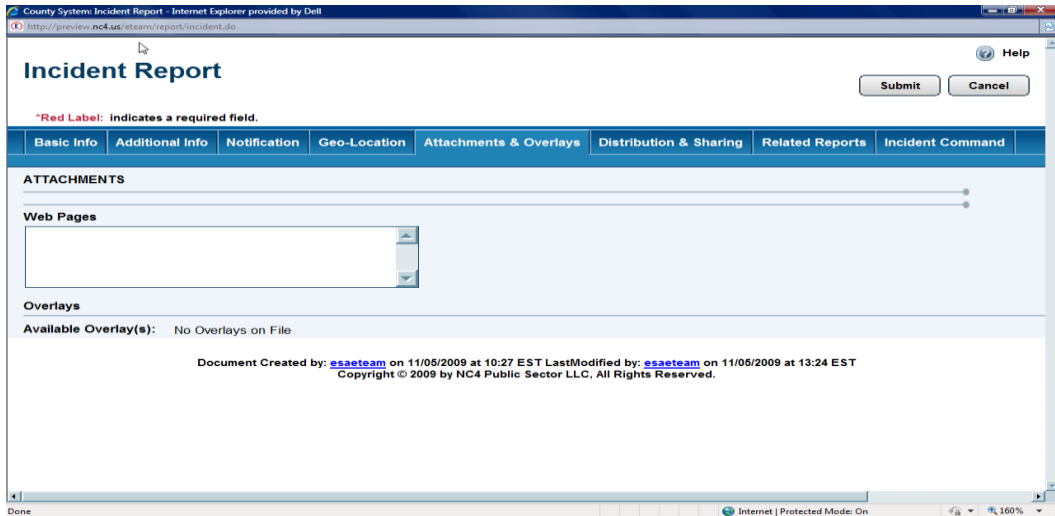 County System: Incident Report - Internet Explorer provided by Dell
http://preview.nc4.us/eteam/report/incident.do
Help
Incident Report
Submit Cancel
*Red Label: indicates a required field.
Basic Info Additional Info Notification Geo-Location Attachments & Overlays Distribution & Sharing Related Reports Incident Command
ATTACHMENTS
Web Pages
Overlays
Available Overlay(s): No Overlays on File
Document Created by: esaeteam on 11/05/2009 at 10:27 EST LastModified by: esaeteam on 11/05/2009 at 13:24 EST
Copyright © 2009 by NC4 Public Sector LLC, All Rights Reserved.
Done Internet | Protected Mode: On 160%